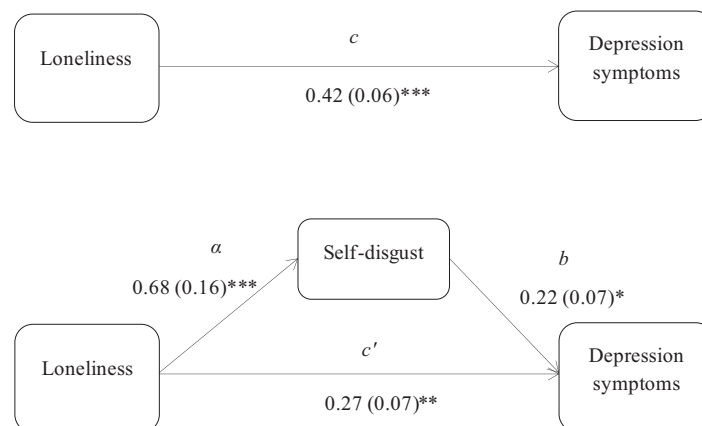 c
Loneliness
Depression
symptoms
0.42 (0.06)***
α
Self-disgust
b
0.68 (0.16)***
0.22 (0.07)*
c′
Loneliness
Depression
symptoms
0.27 (0.07)**